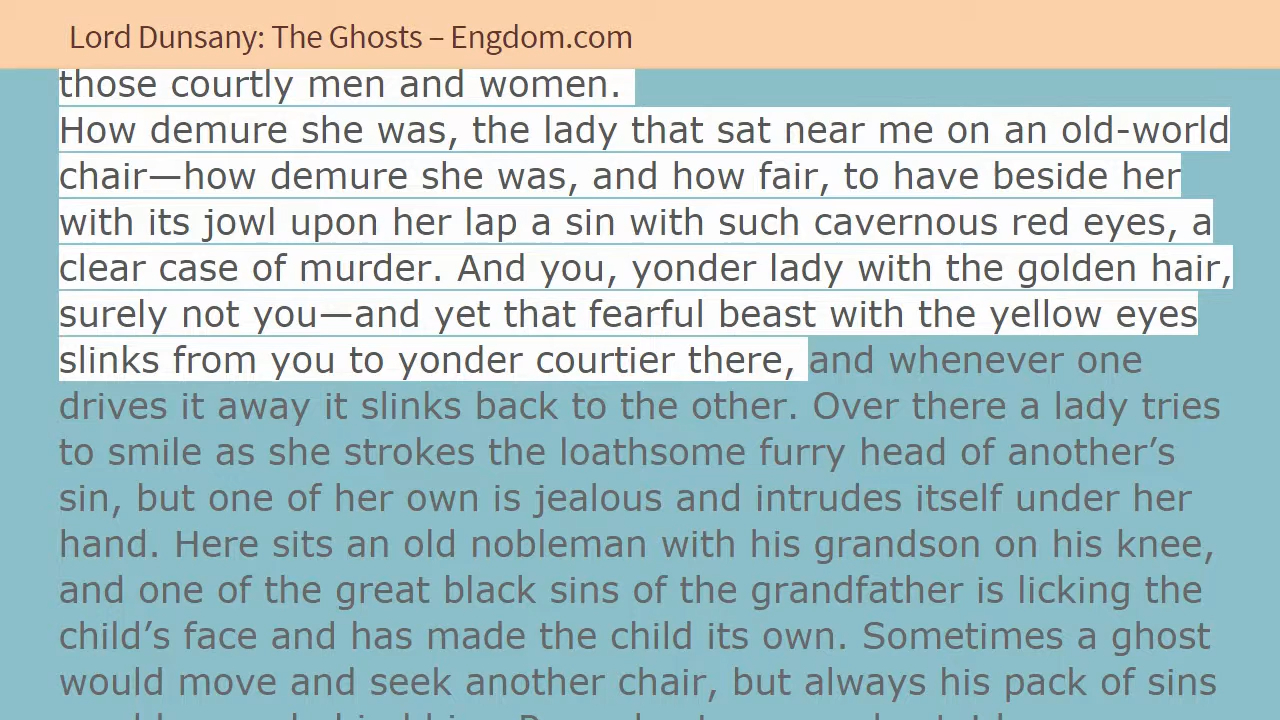 Lord Dunsany: The Ghosts – Engdom.com
those courtly men and women.
How demure she was, the lady that sat near me on an old-world
chair—how demure she was, and how fair, to have beside her
with its jowl upon her lap a sin with such cavernous red eyes, a
clear case of murder. And you, yonder lady with the golden hair,
surely not you—and yet that fearful beast with the yellow eyes
slinks from you to yonder courtier there, and whenever one
drives it away it slinks back to the other. Over there a lady tries
to smile as she strokes the loathsome furry head of another’s
sin, but one of her own is jealous and intrudes itself under her
hand. Here sits an old nobleman with his grandson on his knee,
and one of the great black sins of the grandfather is licking the
child’s face and has made the child its own. Sometimes a ghost
would move and seek another chair, but always his pack of sins